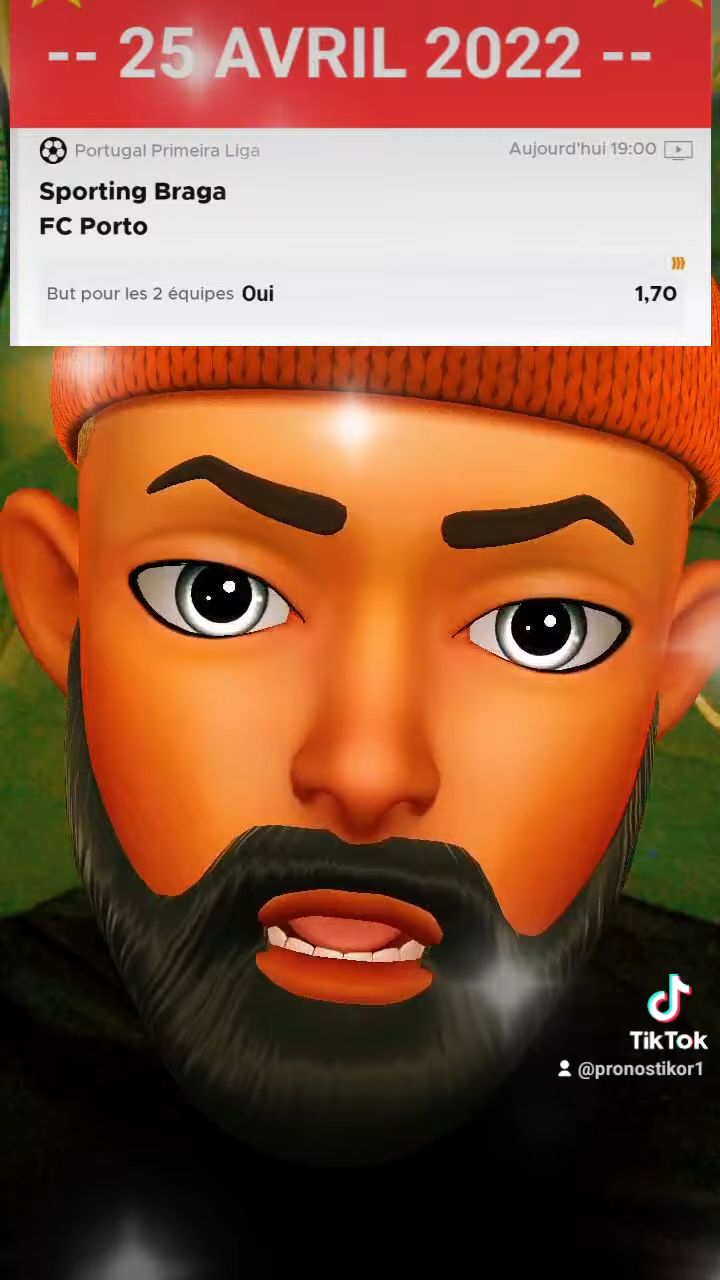 -- 25 AVRIL 2022 --
Portugal Primeira Liga
Aujourd'hui 19:00
Sporting Braga
FC Porto
But pour les 2 équipes Oui
1,70
TikTok
@pronostikor1